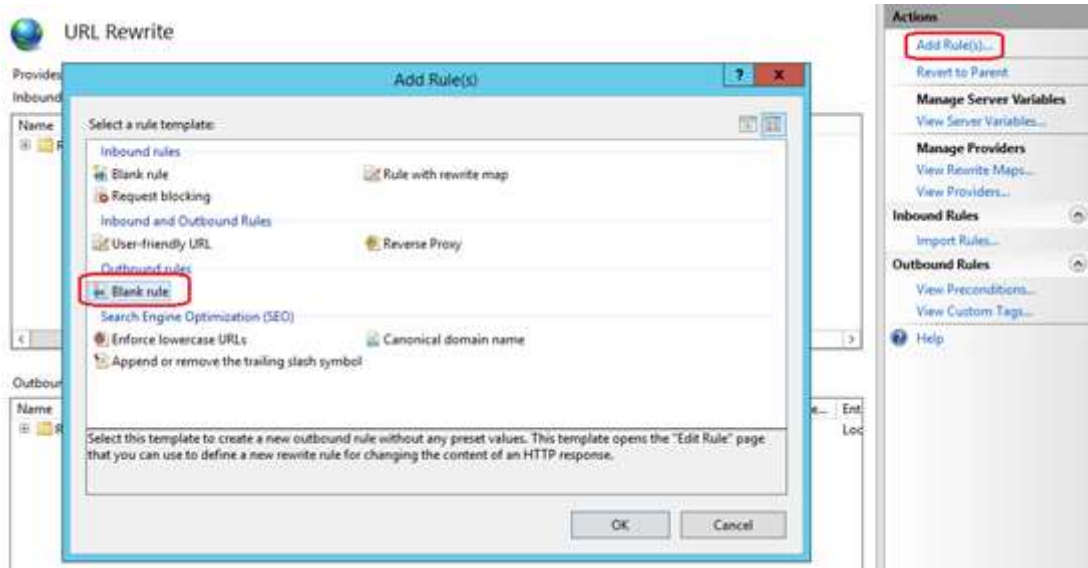 URL Rewrite
Provides
Inbound
Name
R
Add Rule(s)
?
x
Select a rule template:
Inbound rules
Blank rule
Rule with rewrite map
Request blocking
Inbound and Outbound Rules
User-friendly URL
Reverse Proxy
Outbound rules
Blank rule
Search Engine Optimization (SEO)
Enforce lowercase URLs
Canonical domain name
Append or remove the trailing slash symbol
Select this template to create a new outbound rule without any preset values. This template opens the "Edit Rule" page
that you can use to define a new rewrite rule for changing the content of an HTTP response.
OK
Cancel
Outbour
Name
R
e...
Ent
Loc
Actions
Add Rule(s)...
Revert to Parent
Manage Server Variables
View Server Variables...
Manage Providers
View Rewrite Maps...
View Providers...
Inbound Rules
Import Rules...
Outbound Rules
View Preconditions...
View Custom Tags...
Help